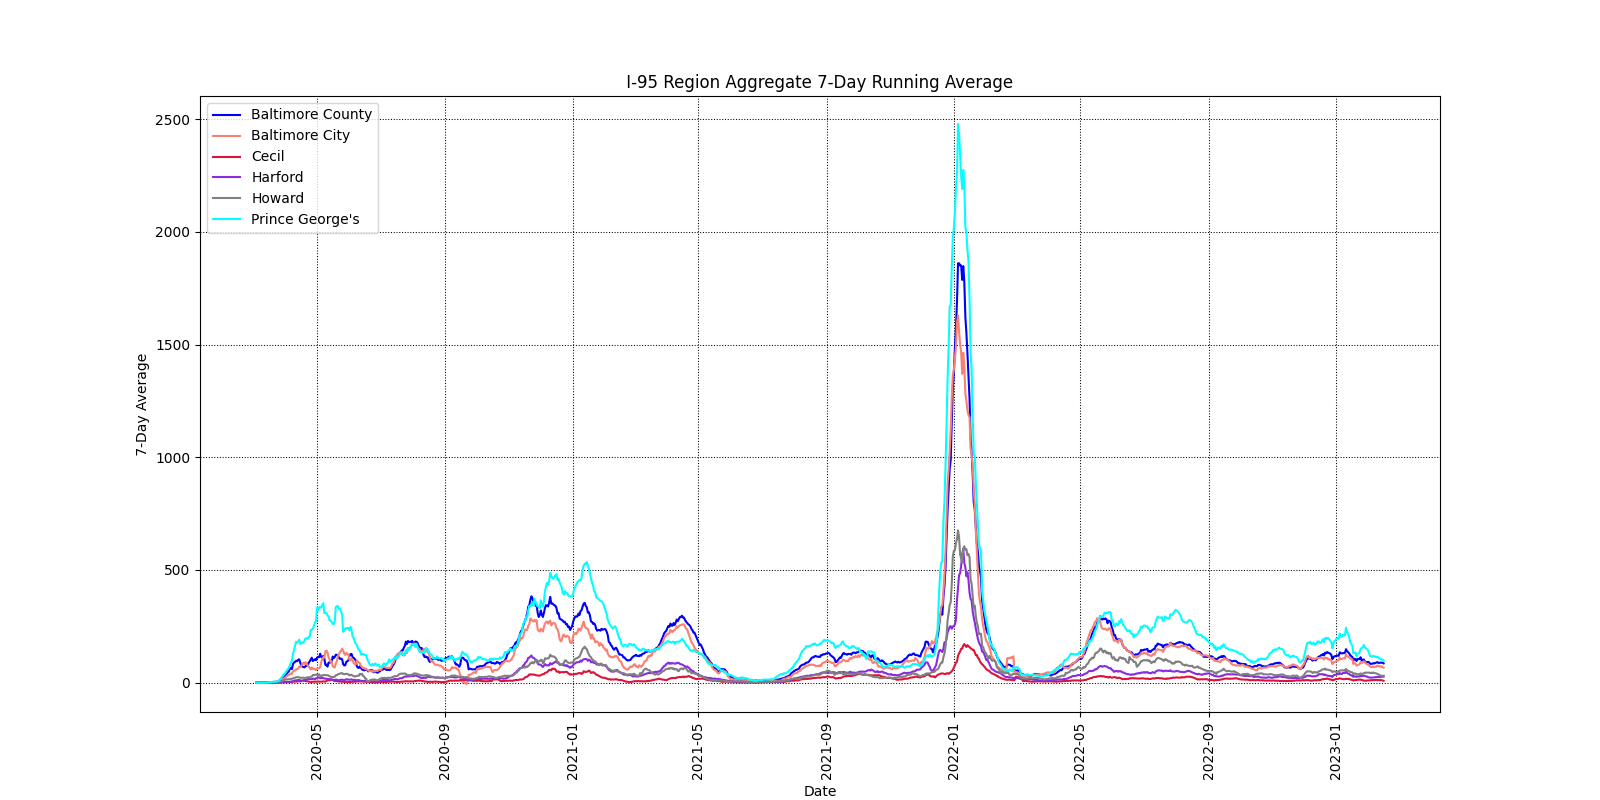 I-95 Region Aggregate 7-Day Running Average
Baltimore County
Baltimore City
Cecil
Harford
Howard
Prince George's
2500
2000
1500
1000
500
0
7-Day Average
2020-05
2020-09
2021-01
2021-05
2021-09
2022-01
2022-05
2022-09
2023-01
Date